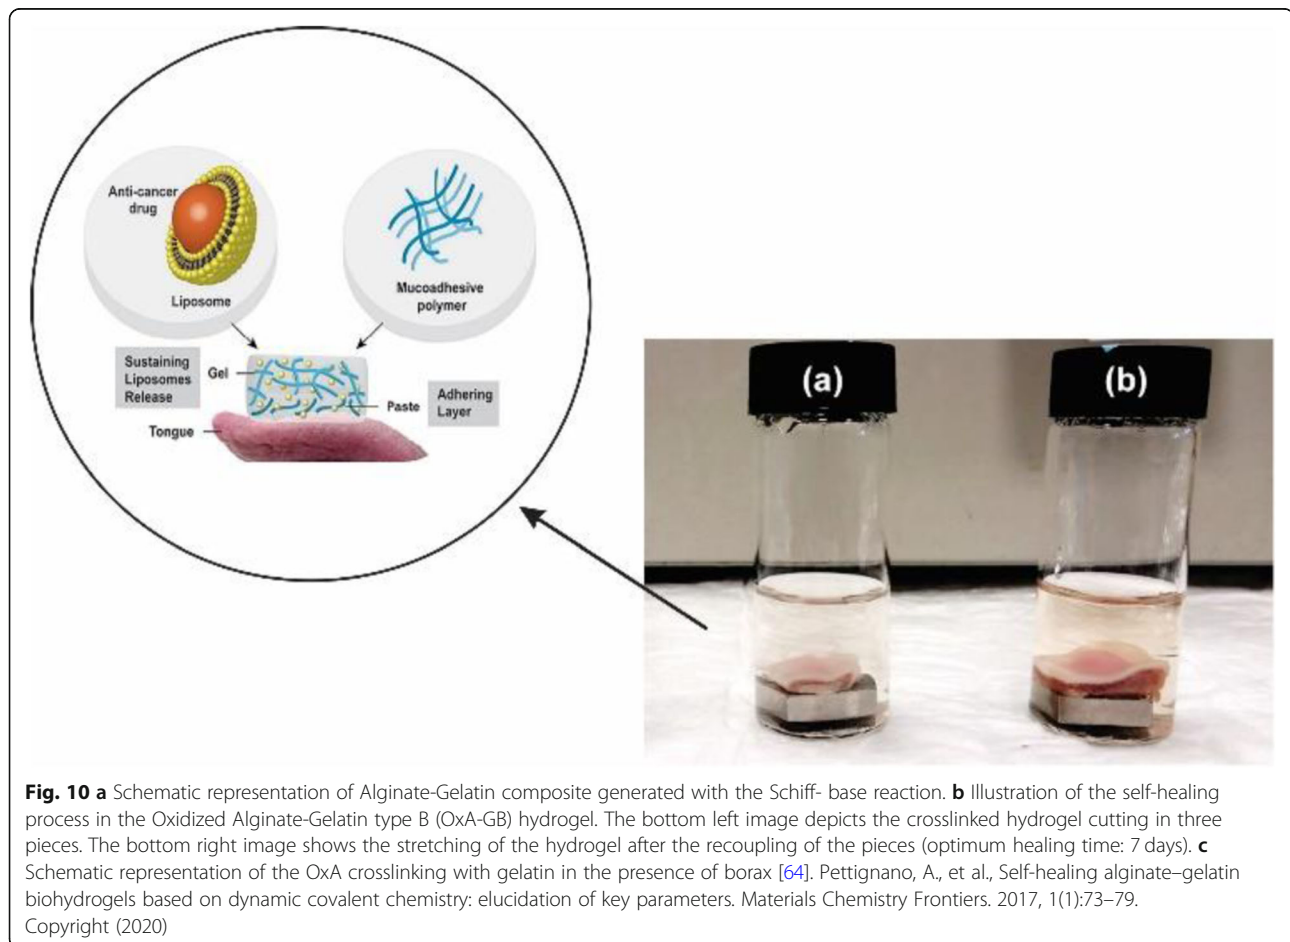 Anti-cancer
drug
Liposome
Mucoadhesive
polymer
Sustaining
Liposomes
Release
Gel
Paste
Adhering
Layer
Tongue
(a)
(b)
Fig. 10 a Schematic representation of Alginate-Gelatin composite generated with the Schiff- base reaction. b Illustration of the self-healing
process in the Oxidized Alginate-Gelatin type B (OxA-GB) hydrogel. The bottom left image depicts the crosslinked hydrogel cutting in three
pieces. The bottom right image shows the stretching of the hydrogel after the recoupling of the pieces (optimum healing time: 7 days). c
Schematic representation of the OxA crosslinking with gelatin in the presence of borax [64]. Pettignano, A., et al., Self-healing alginate–gelatin
biohydrogels based on dynamic covalent chemistry: elucidation of key parameters. Materials Chemistry Frontiers. 2017, 1(1):73–79.
Copyright (2020)